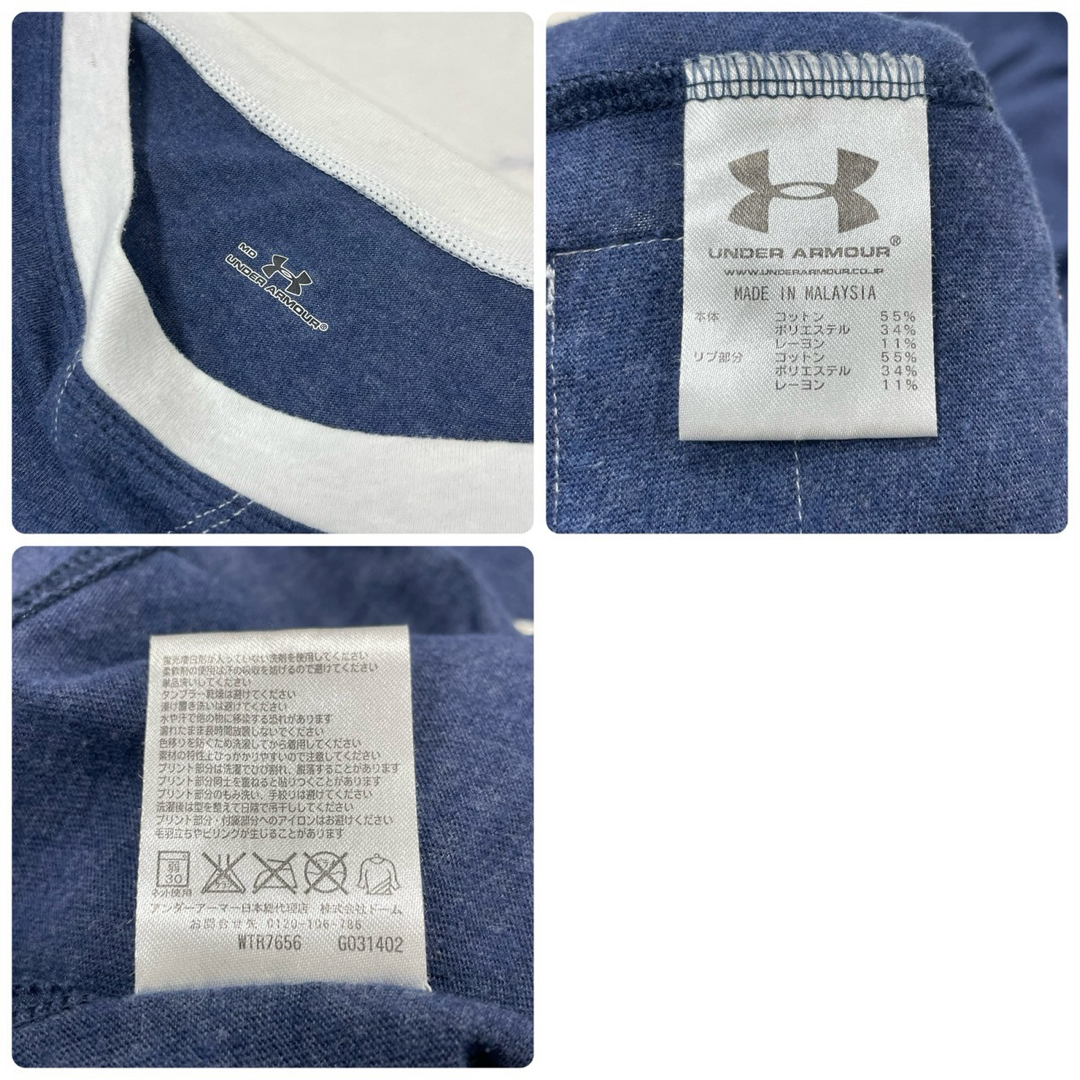 MD
UNDER ARMOUR®
UNDER ARMOUR®
WWW.UNDERARMOUR.CO.JP
MADE IN MALAYSIA
本体 コットン 55%
ポリエステル 34%
レーヨン 11%
リブ部分 コットン 55%
ポリエステル 34%
レーヨン 11%
蛍光増白剤が入っていない洗剤を使用してください
柔軟剤の使用は汗の吸収を妨げるので避けてください
単品洗いしてください
タンブラー乾燥は避けてください
漬け置き洗いは避けてください
水や汗で他の物に移染する恐れがあります
濡れたまま長時間放置しないでください
色移りを防ぐため洗濯してから着用してください
素材の特性上ひっかかりやすいので注意してください
プリント部分は洗濯でひび割れ、脱落することがあります
プリント部分同士を重ねると貼りつくことがあります
プリント部分のもみ洗い、手絞りは避けてください
洗濯後は型を整えて日陰で吊干ししてください
プリント部分・付属部分へのアイロンはお避けください
毛羽立ちやピリングが生じることがあります
弱
30
ネット使用
アンダーアーマー日本総代理店 株式会社ドーム
お問合せ先 0120-106-786
WTR7656 G031402